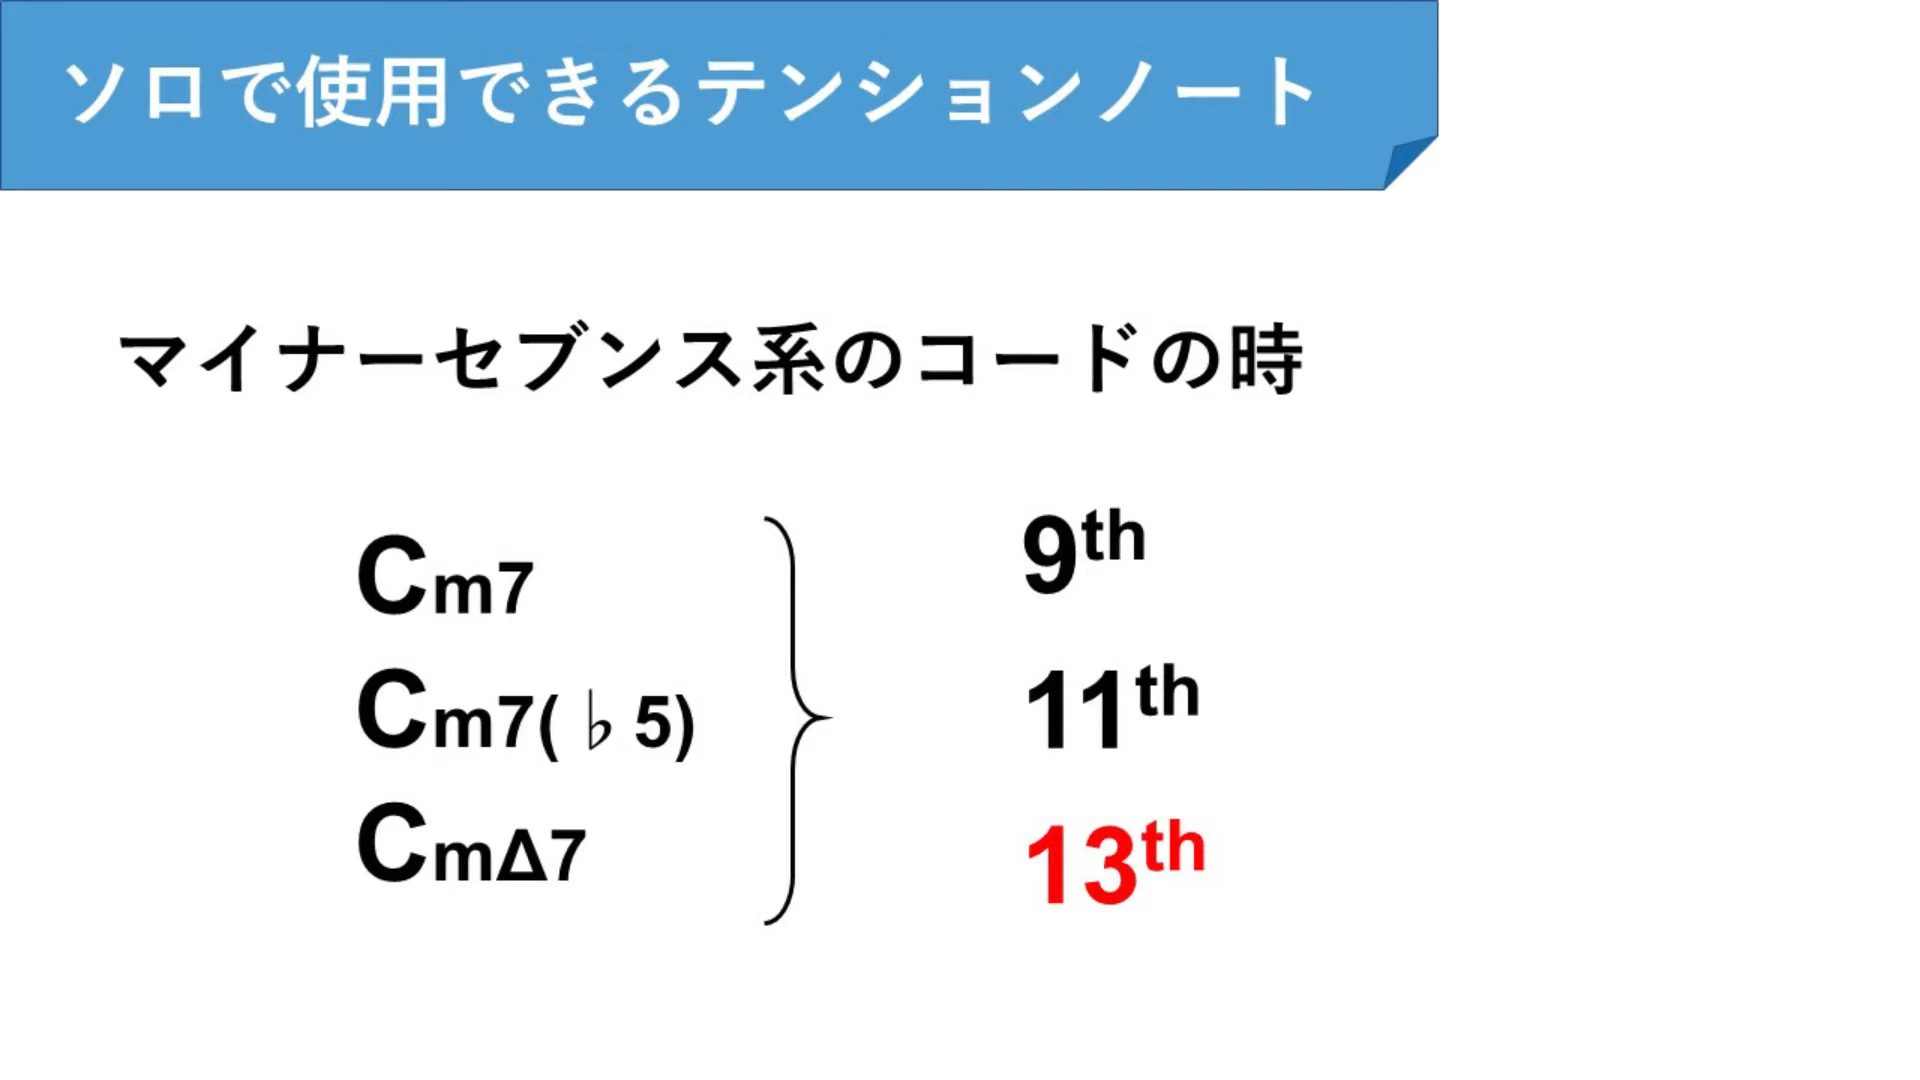 ソロで使用できるテンションノート
マイナーセブンス系のコードの時
Cm7
Cm7(♭5)
CmΔ7
9th
11th
13th